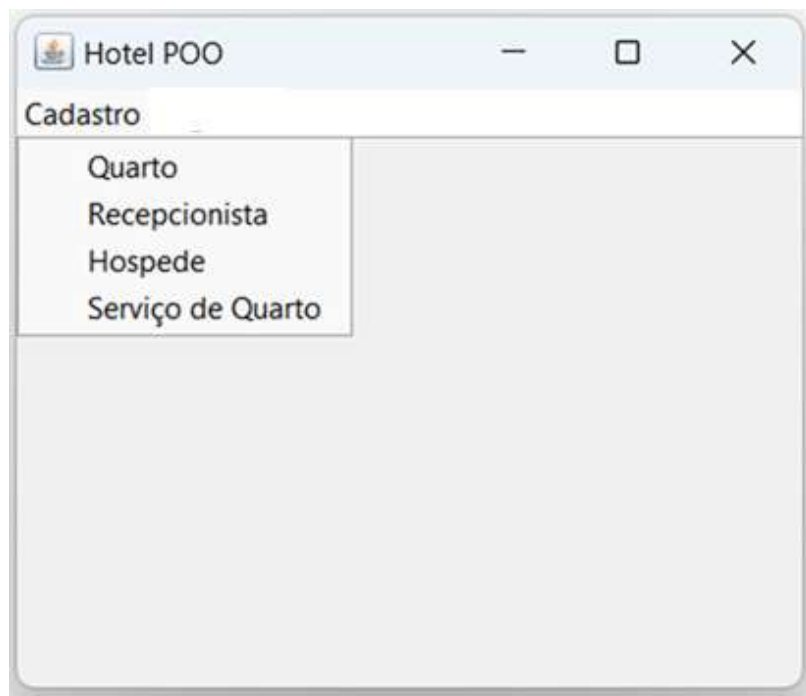 Hotel POO
Cadastro
Quarto
Recepcionista
Hospede
Serviço de Quarto